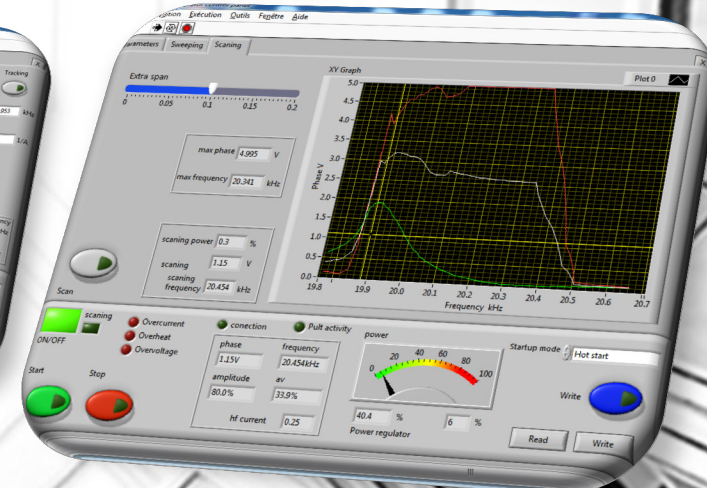 Exécution Outils Fenêtre Aide
Tracking
kHz
1/A
Hz
Sweeping Scaning
Extra span
0 0.05 0.1 0.15 0.2
max phase 4.995 V
max frequency 20.341 kHz
scaning power 0.3 %
scaning 1.15 V
scaning
frequency 20.454 kHz
Scan
XY Graph
Plot 0
Phase V
5.0
4.5
4.0
3.5
3.0
2.5
2.0
1.5
1.0
0.5
0.0
19.8 19.9 20.0 20.1 20.2 20.3 20.4 20.5 20.6 20.7
Frequency kHz
scaning
ON/OFF
Overcurrent
Overheat
Overvoltage
Start
Stop
conection
Pult activity
phase frequency
1.15V 20.454kHz
amplitude av
80.0% 33.9%
hf current 0.25
power
0 20 40 60 80 100
40.4 % 6 %
Power regulator
Startup mode Hot start
Write
Read Write